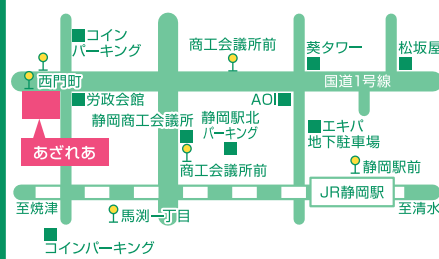 コイン
パーキング
商工会議所前
葵タワー
松坂屋
西門町
国道1号線
労政会館
AOI
静岡商工会議所
静岡駅北
パーキング
エキパ
地下駐車場
あざれあ
商工会議所前
静岡駅前
JR静岡駅
至焼津
至清水
馬渕一丁目
コインパーキング